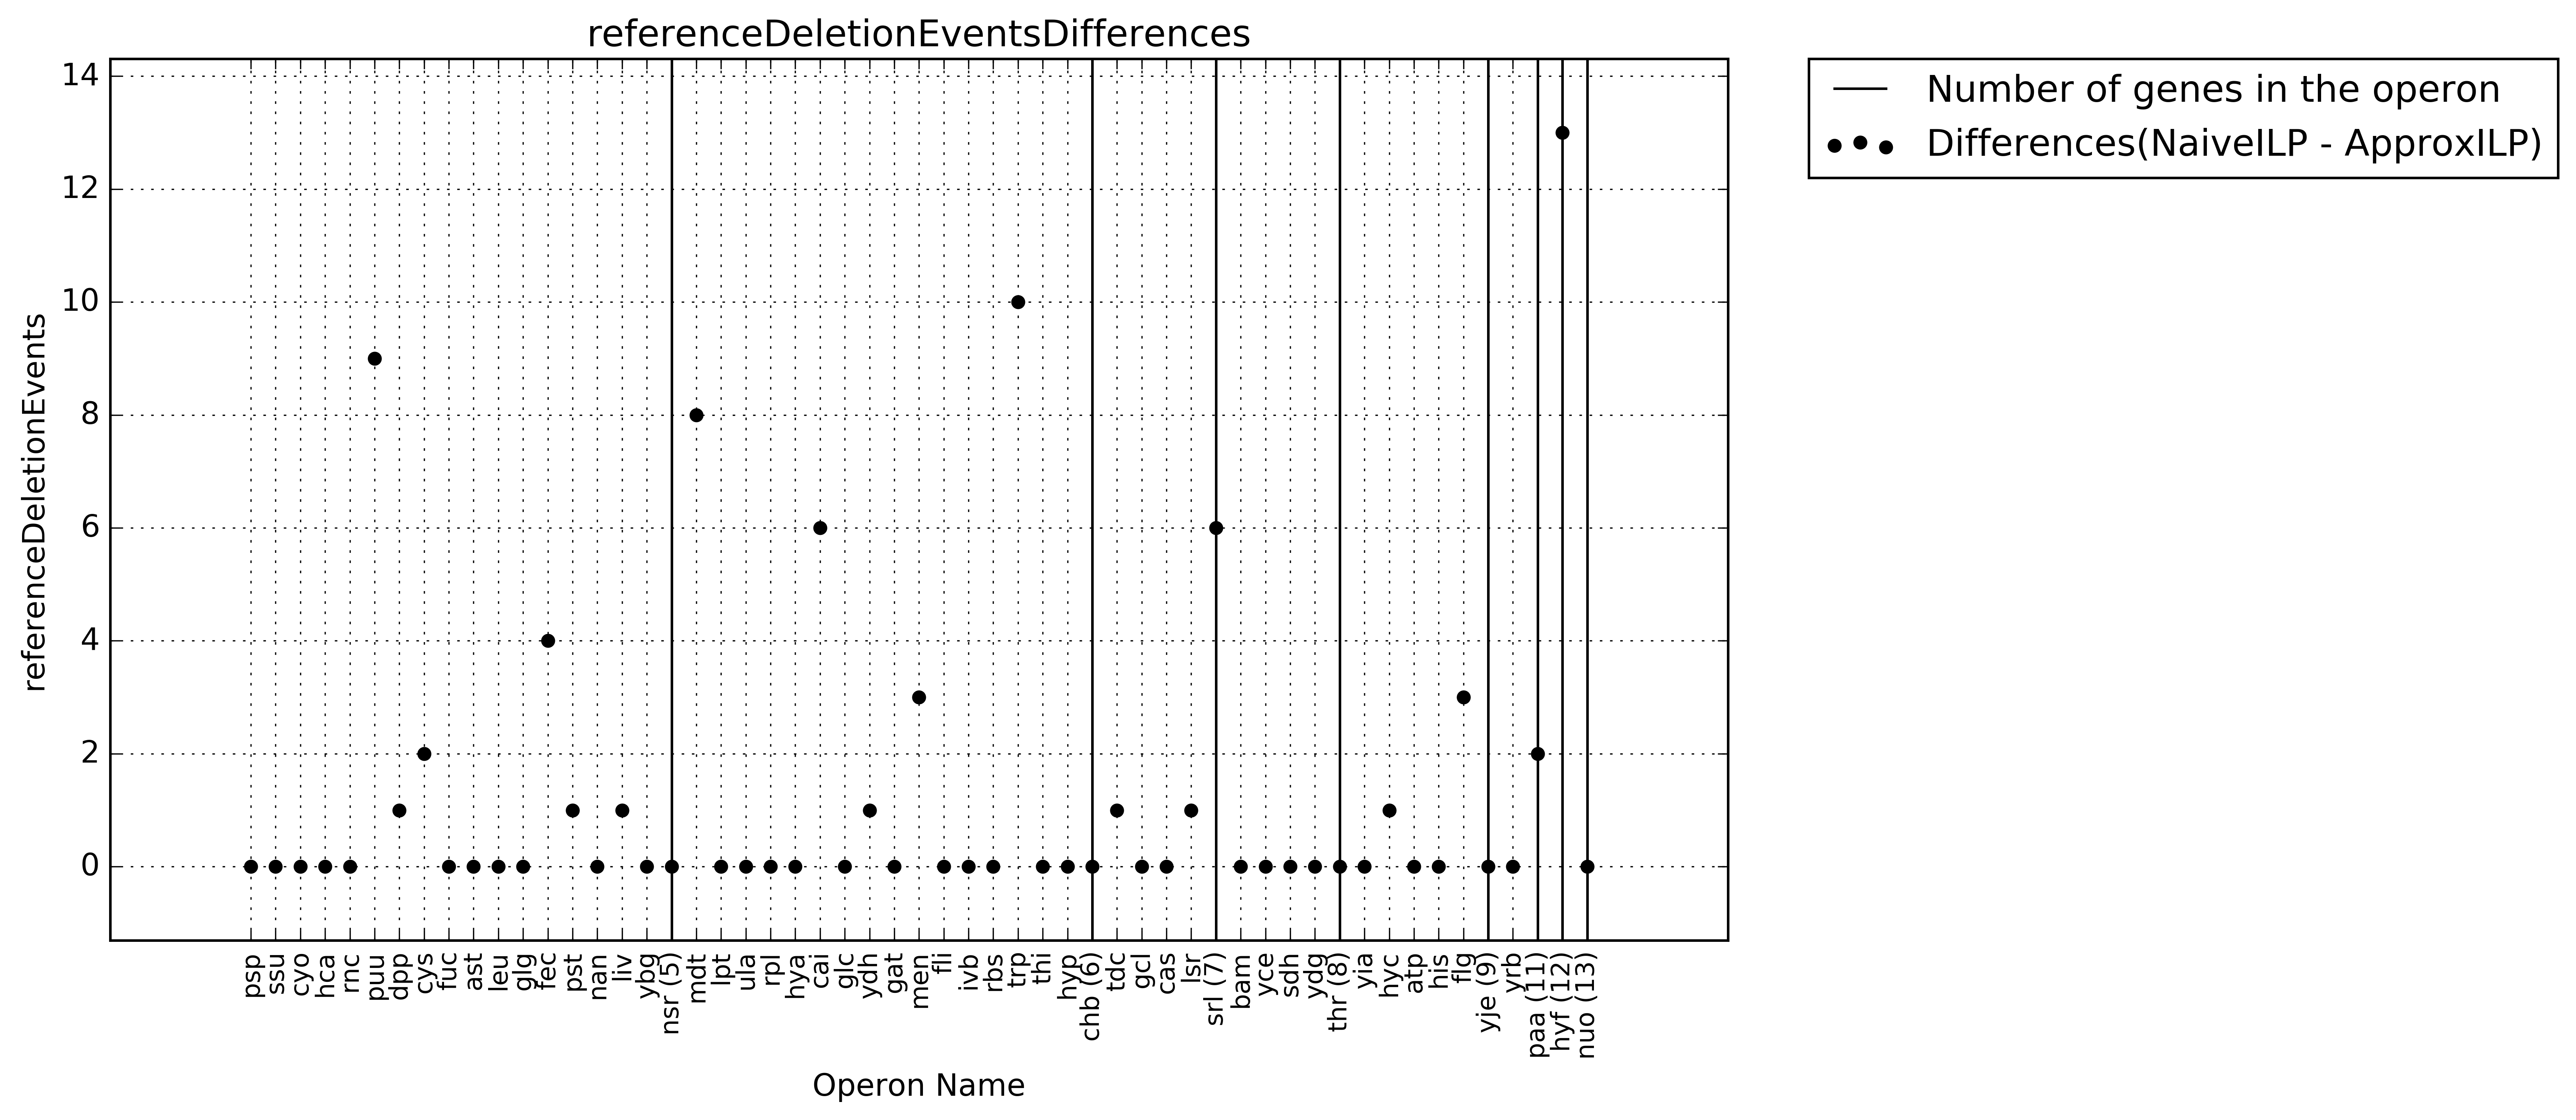 referenceDeletionEventsDifferences
Number of genes in the operon
Differences(NaiveILP - ApproxILP)
referenceDeletionEvents
14
12
10
8
6
4
2
0
psp
ssu
cyo
hca
rnc
puu
dpp
cys
fuc
ast
leu
glg
fec
pst
nan
liv
ybg
nsr (5)
mdt
lpt
ula
rpl
hya
cai
glc
ydh
gat
men
fli
ivb
rbs
trp
thi
hyp
chb (6)
tdc
gcl
cas
lsr
srl (7)
bam
yce
sdh
ydg
thr (8)
yia
hyc
atp
his
flg
yje (9)
yrb
paa (11)
hyf (12)
nuo (13)
Operon Name